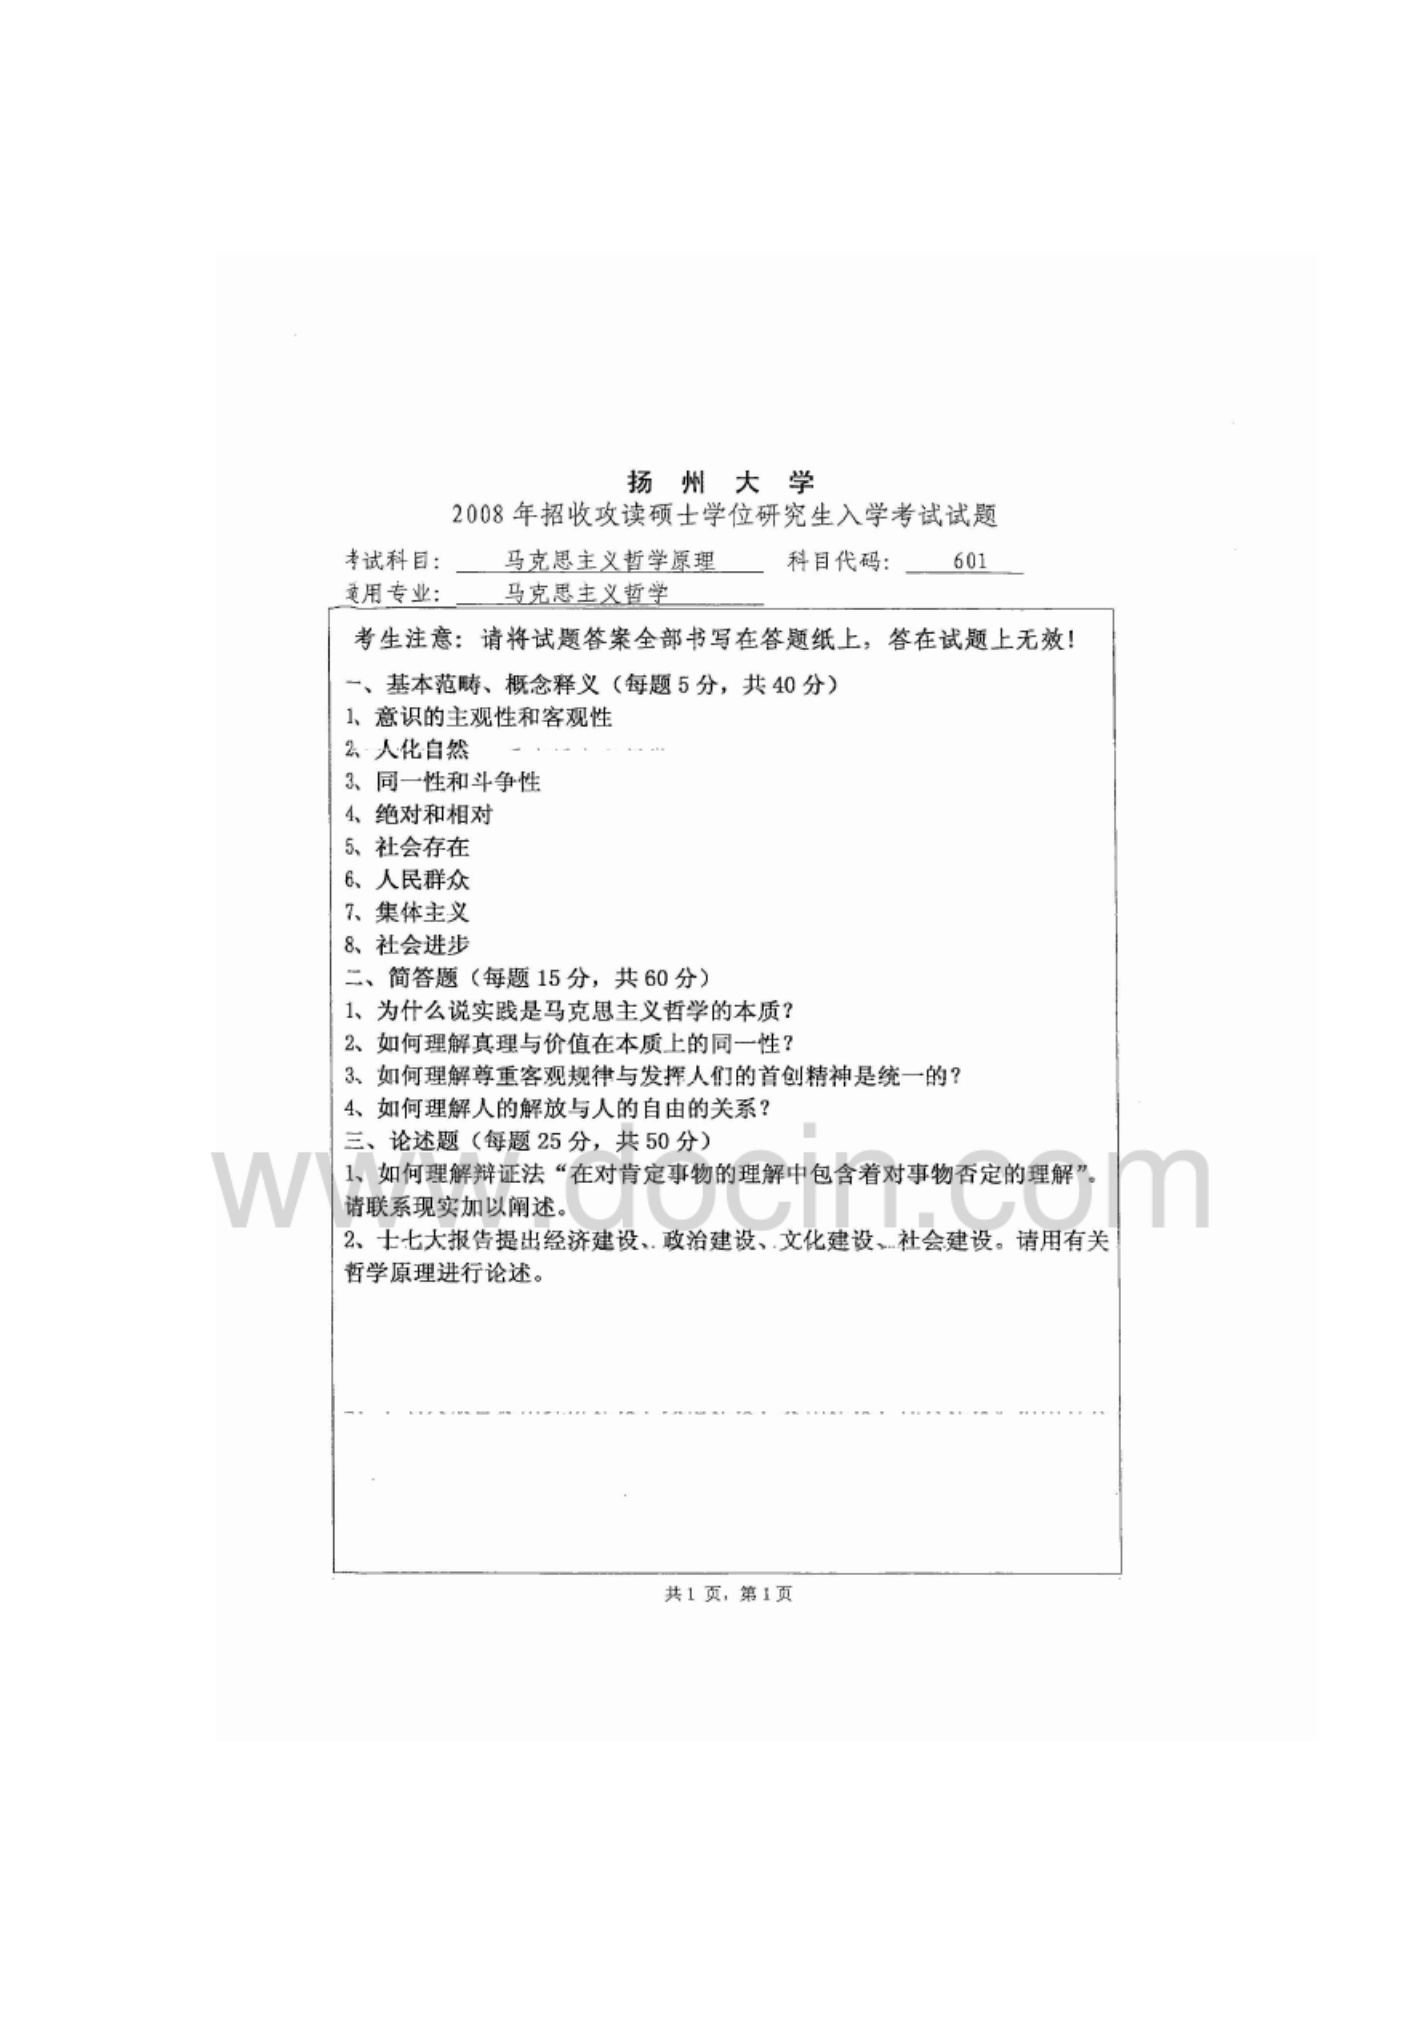 扬 州 大 学
2008 年招收攻读硕士学位研究生入学考试试题
考试科目: 马克思主义哲学原理 科目代码: 601
用专业: 马克思主义哲学
考生注意: 请将试题答案全部书写在答题纸上, 答在试题上无效!
一、基本范畴、概念释义（每题 5 分，共 40 分）
1、意识的主观性和客观性
2、人化自然
3、同一性和斗争性
4、绝对和相对
5、社会存在
6、人民群众
7、集体主义
8、社会进步
二、简答题（每题 15 分，共 60 分）
1、为什么说实践是马克思主义哲学的本质?
2、如何理解真理与价值在本质上的同一性?
3、如何理解尊重客观规律与发挥人们的首创精神是统一的?
4、如何理解人的解放与人的自由的关系?
三、论述题（每题 25 分，共 50 分）
1、如何理解辩证法“在对肯定事物的理解中包含着对事物否定的理解”。
请联系现实加以阐述。
2、十七大报告提出经济建设、政治建设、文化建设、社会建设。请用有关
哲学原理进行论述。
www.docin.com
共 1 页, 第 1 页